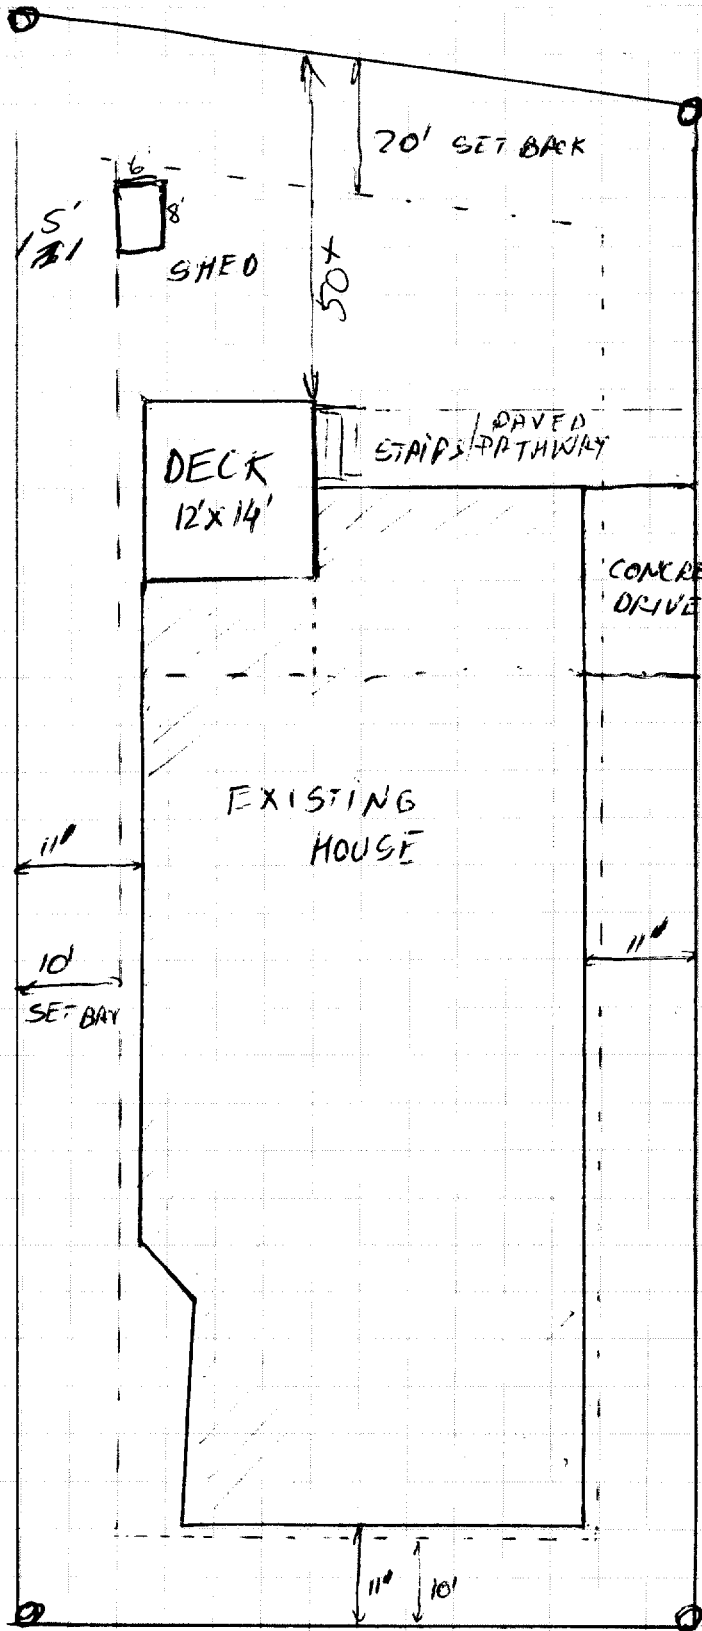 20' SET BACK
6'
8'
5'
SHED
50+
STAIRS/PAVED
PATHWAY
DECK
12'X14'
CONCRE
DRIVE
EXISTING
HOUSE
11'
11'
10'
SET BAY
11'
10'